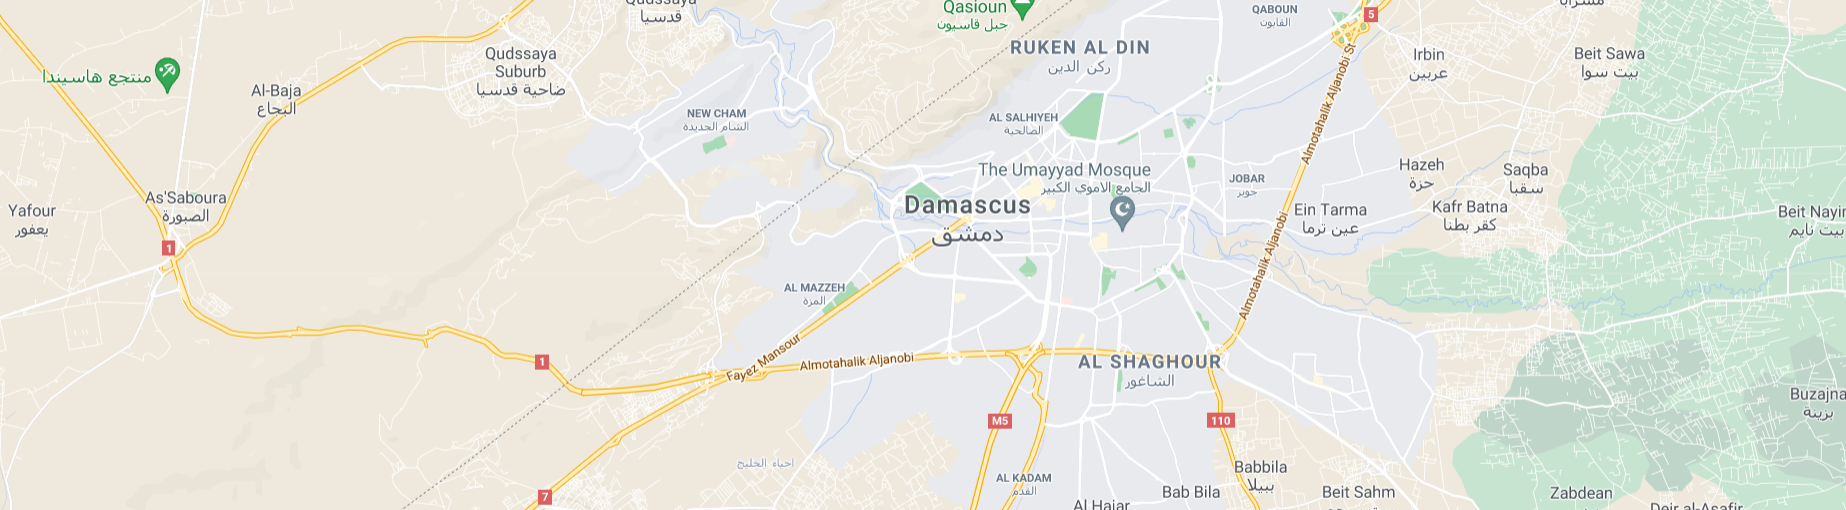 Qudssaya
قدسيا
Qasioun
جبل قاسيون
QABOUN
القابون
5
مسرابا
RUKEN AL DIN
ركن الدين
Qudssaya
Suburb
ضاحية قدسيا
Irbin
عربين
Beit Sawa
بيت سوا
منتجع هاسيندا
Al-Baja
البجاع
NEW CHAM
الشام الجديدة
AL SALHIYEH
الصالحية
Almotahalik Aljanobi St
The Umayyad Mosque
الجامع الاموي الكبير
JOBAR
جوبر
Hazeh
حزة
Saqba
سقبا
As'Saboura
الصبورة
Yafour
يعفور
Damascus
دمشق
Ein Tarma
عين ترما
Kafr Batna
كفر بطنا
Beit Nayim
بيت نايم
1
Almotahalik Aljanobi
AL MAZZEH
المزة
Fayez Mansour
Almotahalik Aljanobi
1
AL SHAGHOUR
الشاغور
Buzajna
بزينة
M5
110
احياء الخليج
AL KADAM
القدم
Babbila
ببيلا
7
Bab Bila
Beit Sahm
Zabdean
Al Hajar
Deir al-Asafir